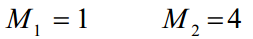 M₁ = 1 M₂ = 4